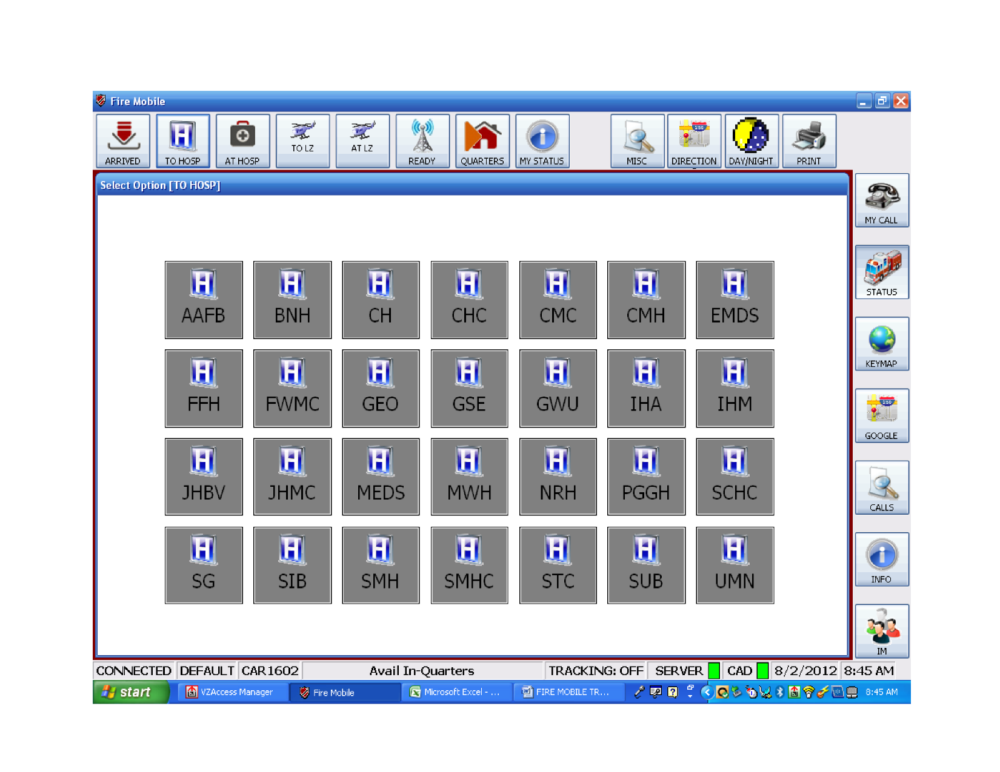 Fire Mobile
ARRIVED TO HOSP AT HOSP TO LZ AT LZ READY QUARTERS MY STATUS MISC DIRECTION DAY/NIGHT PRINT
Select Option [TO HOSP]
MY CALL
STATUS
KEYMAP
GOOGLE
CALLS
INFO
IM
AAFB BNH CH CHC CMC CMH EMDS
FFH FWMC GEO GSE GWU IHA IHM
JHBV JHMC MEDS MWH NRH PGGH SCHC
SG SIB SMH SMHC STC SUB UMN
CONNECTED DEFAULT CAR1602 Avail In-Quarters TRACKING: OFF SERVER CAD 8/2/2012 8:45 AM
start VZAccess Manager Fire Mobile Microsoft Excel - ... FIRE MOBILE TR... 8:45 AM